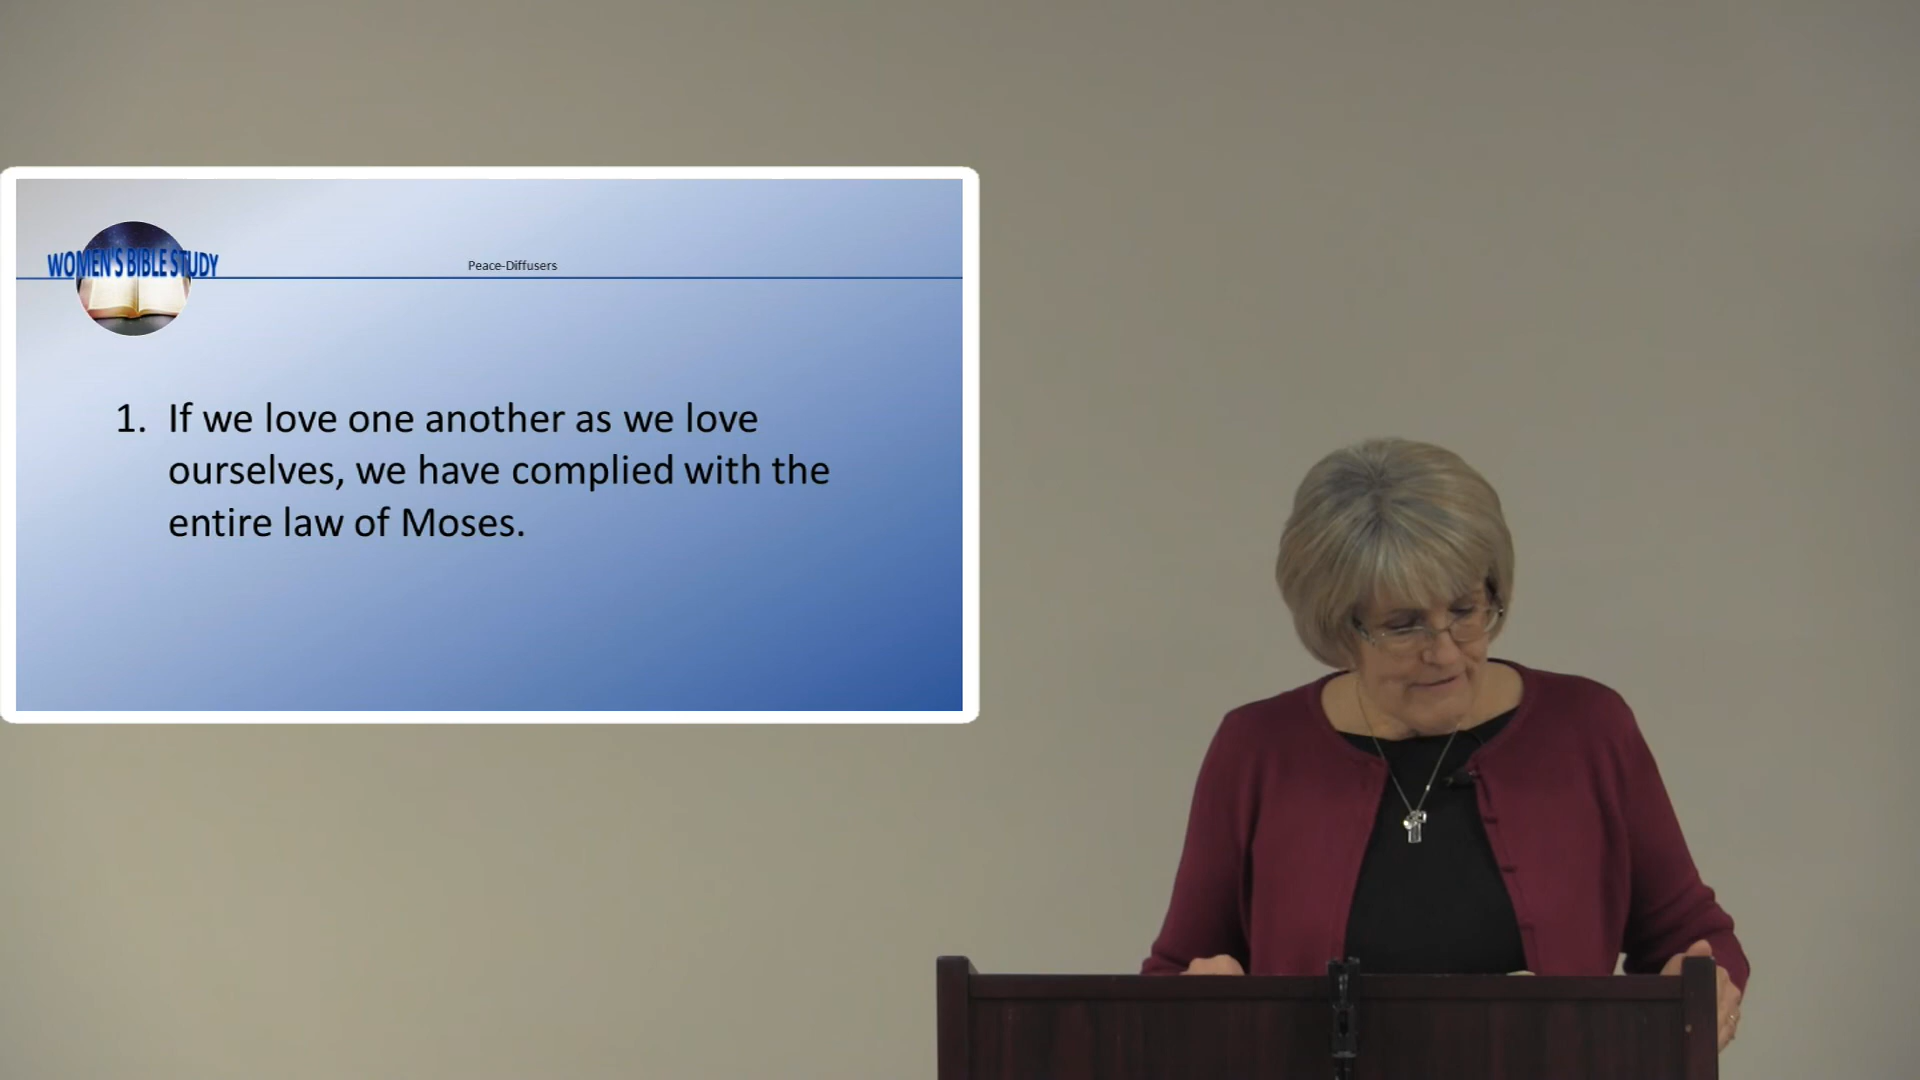 WOMEN'S BIBLE STUDY
Peace-Diffusers
1. If we love one another as we love
ourselves, we have complied with the
entire law of Moses.